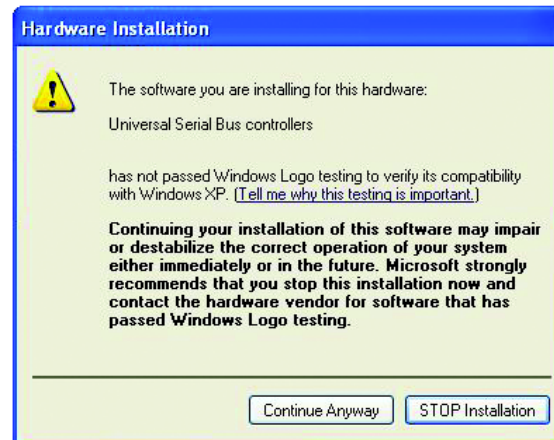 Hardware Installation
The software you are installing for this hardware:
Universal Serial Bus controllers
has not passed Windows Logo testing to verify its compatibility
with Windows XP. (Tell me why this testing is important.)
Continuing your installation of this software may impair
or destabilize the correct operation of your system
either immediately or in the future. Microsoft strongly
recommends that you stop this installation now and
contact the hardware vendor for software that has
passed Windows Logo testing.
Continue Anyway
STOP Installation